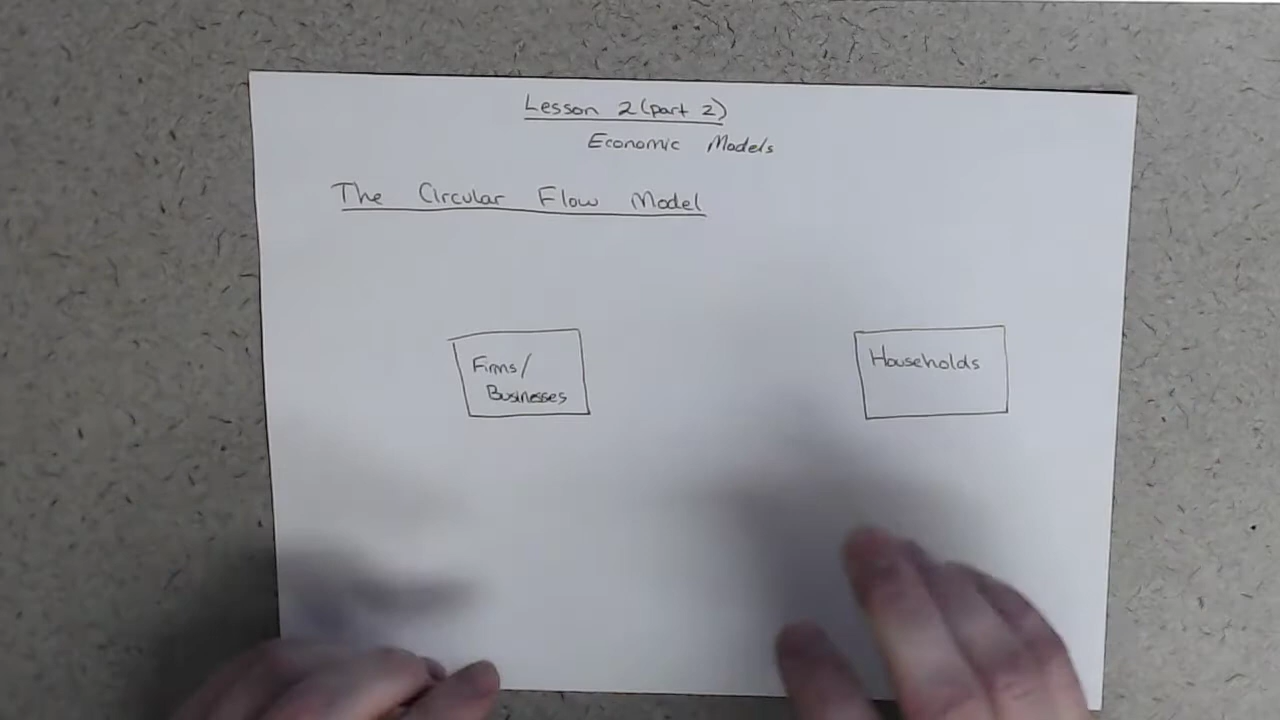 Lesson 2 (part 2)
Economic Models
The Circular Flow Model
Firms/
Businesses
Households